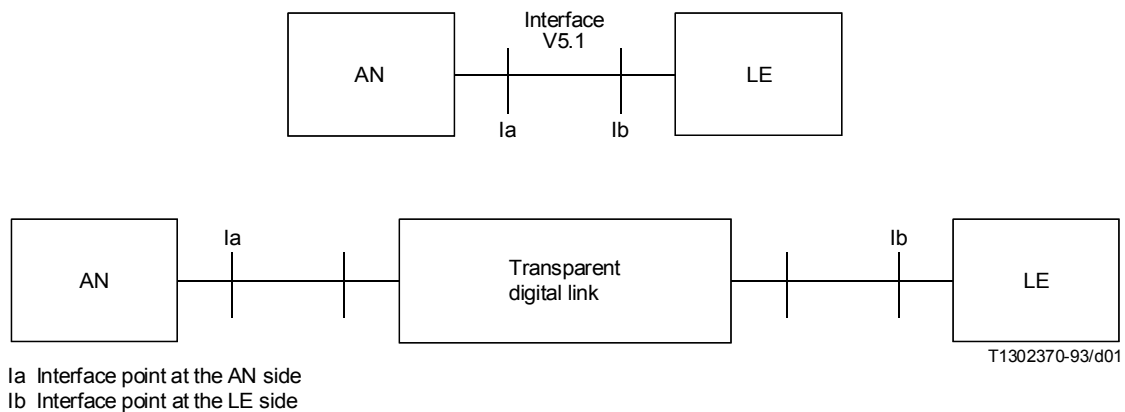 Interface
V5.1
AN
LE
Ia
Ib
Ia
Ib
AN
Transparent
digital link
LE
T1302370-93/d01
Ia Interface point at the AN side
Ib Interface point at the LE side